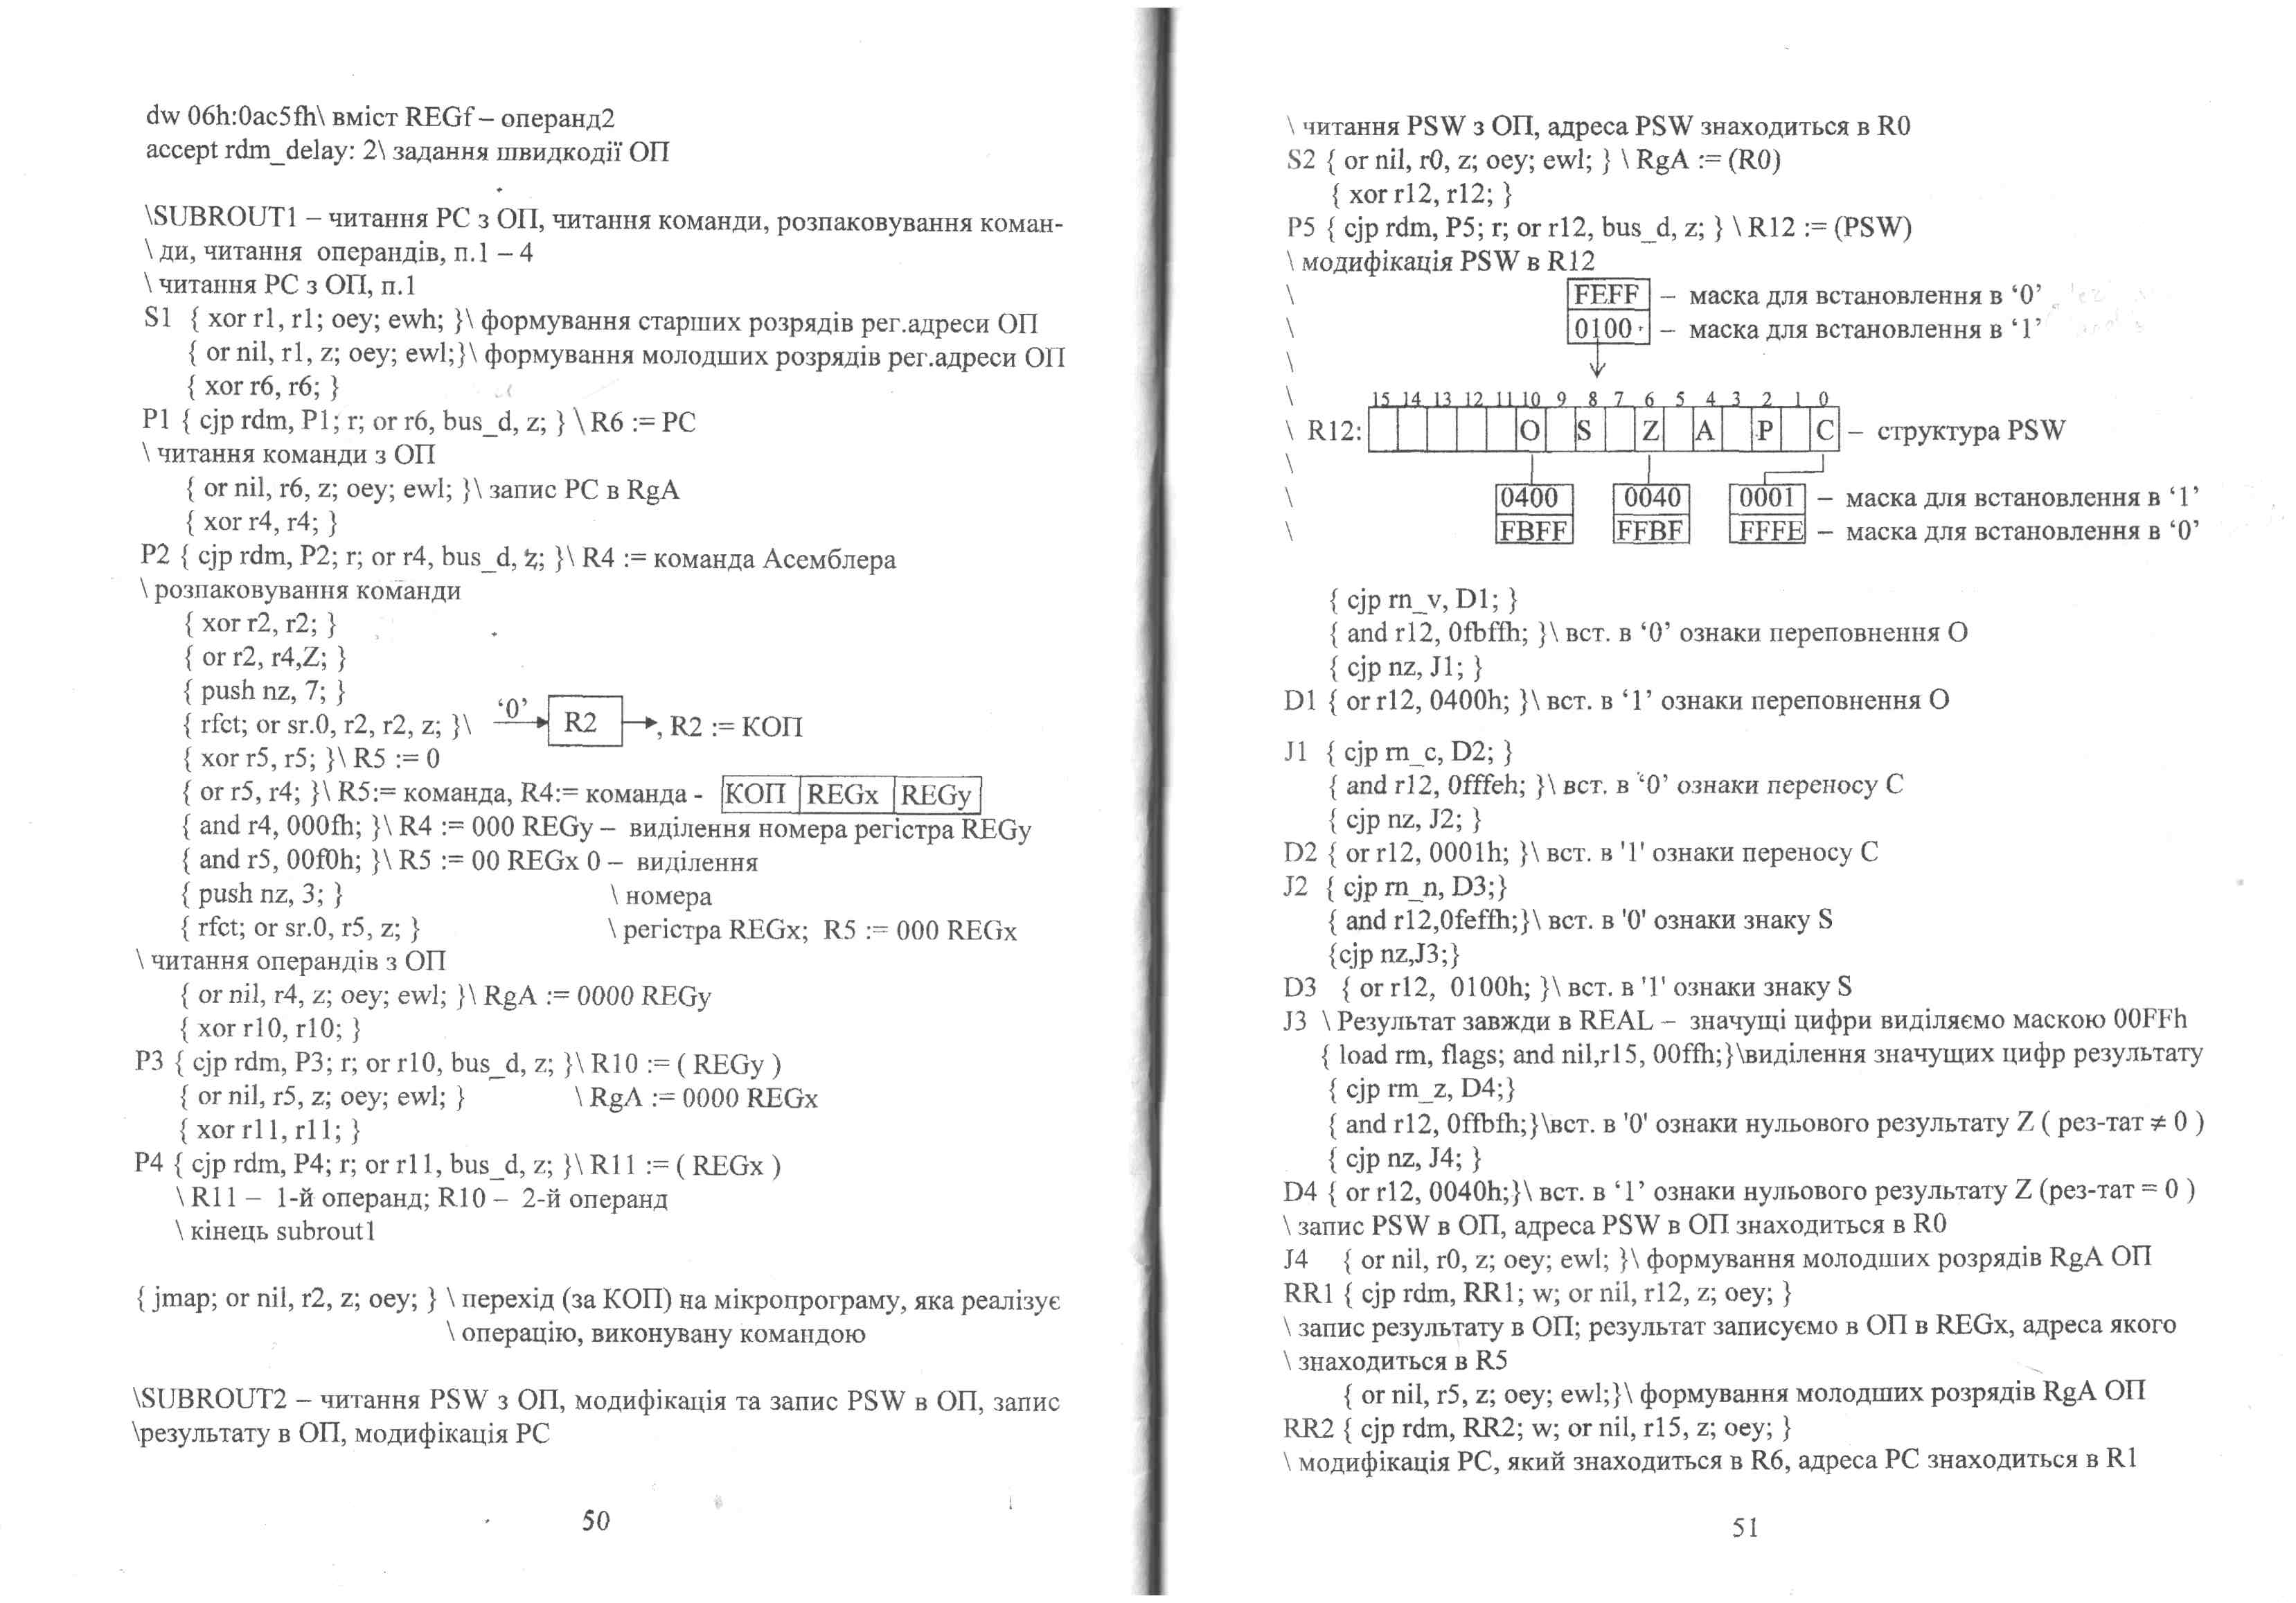 dw 06h:0ac5fh\ вміст REGf – операнд2
accept rdm_delay: 2\ задання швидкодії ОП
\SUBROUT1 – читання PC з ОП, читання команди, розпаковування коман-
\ ди, читання операндів, п.1 – 4
\ читання PC з ОП, п.1
S1 { xor r1, r1; oey; ewh; }\ формування старших розрядів рег.адреси ОП
{ or nil, r1, z; oey; ewl;}\ формування молодших розрядів рег.адреси ОП
{ xor r6, r6; }
P1 { cjp rdm, P1; r; or r6, bus_d, z; } \ R6 := PC
\ читання команди з ОП
{ or nil, r6, z; oey; ewl; }\ запис PC в RgA
{ xor r4, r4; }
P2 { cjp rdm, P2; r; or r4, bus_d, z; }\ R4 := команда Асемблера
\ розпаковування команди
{ xor r2, r2; }
{ or r2, r4,Z; }
{ push nz, 7; }
{ rfct; or sr.0, r2, r2, z; }\ ‘0’ R2 , R2 := КОП
{ xor r5, r5; }\ R5 := 0
{ or r5, r4; }\ R5:= команда, R4:= команда - КОП REGx REGy
{ and r4, 000fh; }\ R4 := 000 REGy – виділення номера регістра REGy
{ and r5, 00f0h; }\ R5 := 00 REGx 0 – виділення
{ push nz, 3; } \ номера
{ rfct; or sr.0, r5, z; } \ регістра REGx; R5 := 000 REGx
\ читання операндів з ОП
{ or nil, r4, z; oey; ewl; }\ RgA := 0000 REGy
{ xor r10, r10; }
P3 { cjp rdm, P3; r; or r10, bus_d, z; }\ R10 := ( REGy )
{ or nil, r5, z; oey; ewl; } \ RgA := 0000 REGx
{ xor r11, r11; }
P4 { cjp rdm, P4; r; or r11, bus_d, z; }\ R11 := ( REGx )
\ R11 – 1-й операнд; R10 – 2-й операнд
\ кінець subrout1
{ jmap; or nil, r2, z; oey; } \ перехід (за КОП) на мікропрограму, яка реалізує
\ операцію, виконувану командою
\SUBROUT2 – читання PSW з ОП, модифікація та запис PSW в ОП, запис
\результату в ОП, модифікація PC
50
\ читання PSW з ОП, адреса PSW знаходиться в R0
S2 { or nil, r0, z; oey; ewl; } \ RgA := (R0)
{ xor r12, r12; }
P5 { cjp rdm, P5; r; or r12, bus_d, z; } \ R12 := (PSW)
\ модифікація PSW в R12
\ FEFF – маска для встановлення в ‘0’
\ 0100 – маска для встановлення в ‘1’
\
\ 15 14 13 12 11 10 9 8 7 6 5 4 3 2 1 0
\ R12: O S Z A P C – структура PSW
\
\ 0400 0040 0001 – маска для встановлення в ‘1’
\ FBFF FFBF FFFE – маска для встановлення в ‘0’
{ cjp rn_v, D1; }
{ and r12, 0fbffh; }\ вст. в ‘0’ ознаки переповнення O
{ cjp nz, J1; }
D1 { or r12, 0400h; }\ вст. в ‘1’ ознаки переповнення O
J1 { cjp rn_c, D2; }
{ and r12, 0fffeh; }\ вст. в ‘0’ ознаки переносу C
{ cjp nz, J2; }
D2 { or r12, 0001h; }\ вст. в '1' ознаки переносу C
J2 { cjp rn_n, D3;}
{ and r12,0feffh;}\ вст. в '0' ознаки знаку S
{cjp nz,J3;}
D3 { or r12, 0100h; }\ вст. в '1' ознаки знаку S
J3 \ Результат завжди в REAL – значущі цифри виділяємо маскою 00FFh
{ load rm, flags; and nil,r15, 00ffh;}\виділення значущих цифр результату
{ cjp rm_z, D4;}
{ and r12, 0ffbfh;}\вст. в '0' ознаки нульового результату Z ( рез-тат ≠ 0 )
{ cjp nz, J4; }
D4 { or r12, 0040h;}\ вст. в ‘1’ ознаки нульового результату Z (рез-тат = 0 )
\ запис PSW в ОП, адреса PSW в ОП знаходиться в R0
J4 { or nil, r0, z; oey; ewl; }\ формування молодших розрядів RgA ОП
RR1 { cjp rdm, RR1; w; or nil, r12, z; oey; }
\ запис результату в ОП; результат записуємо в ОП в REGx, адреса якого
\ знаходиться в R5
{ or nil, r5, z; oey; ewl;}\ формування молодших розрядів RgA ОП
RR2 { cjp rdm, RR2; w; or nil, r15, z; oey; }
\ модифікація PC, який знаходиться в R6, адреса PC знаходиться в R1
51